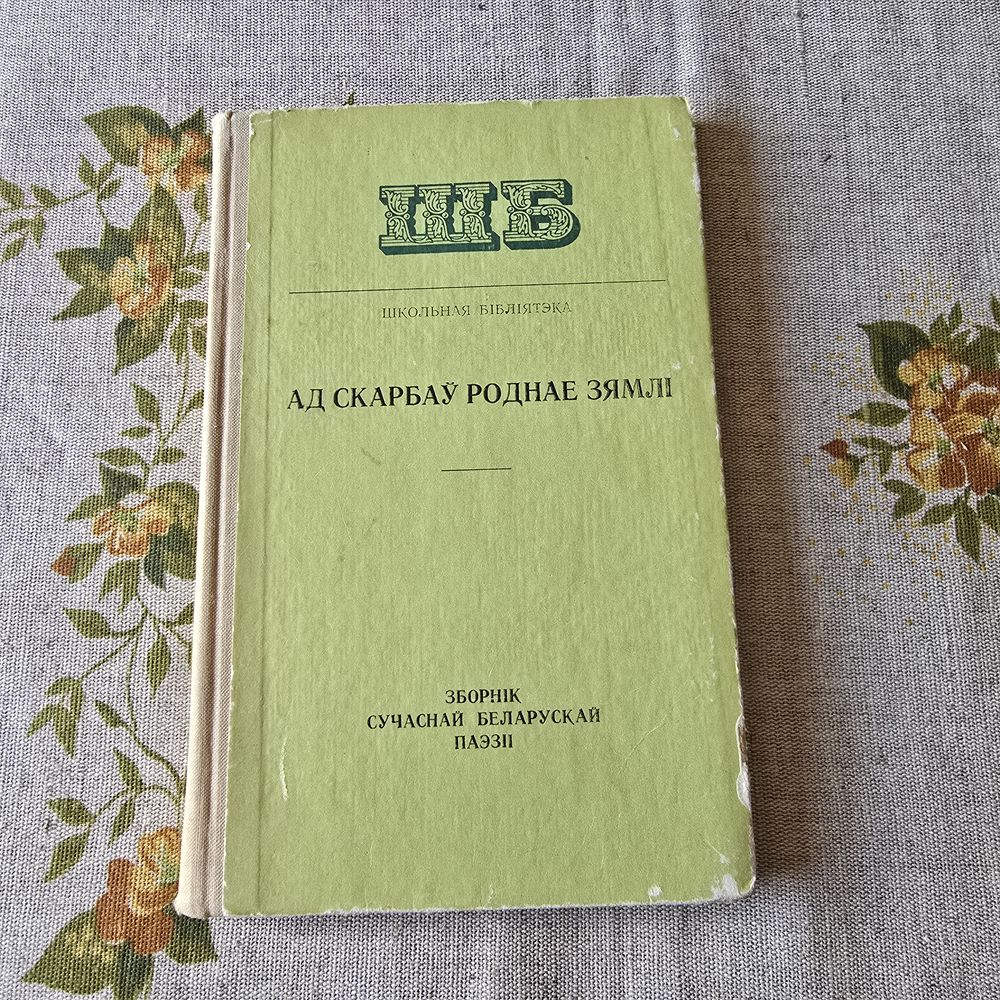 ШБ
ШКОЛЬНАЯ БІБЛІЯТЭКА
АД СКАРБАЎ РОДНАЕ ЗЯМЛІ
ЗБОРНІК
СУЧАСНАЙ БЕЛАРУСКАЙ
ПАЭЗІІ